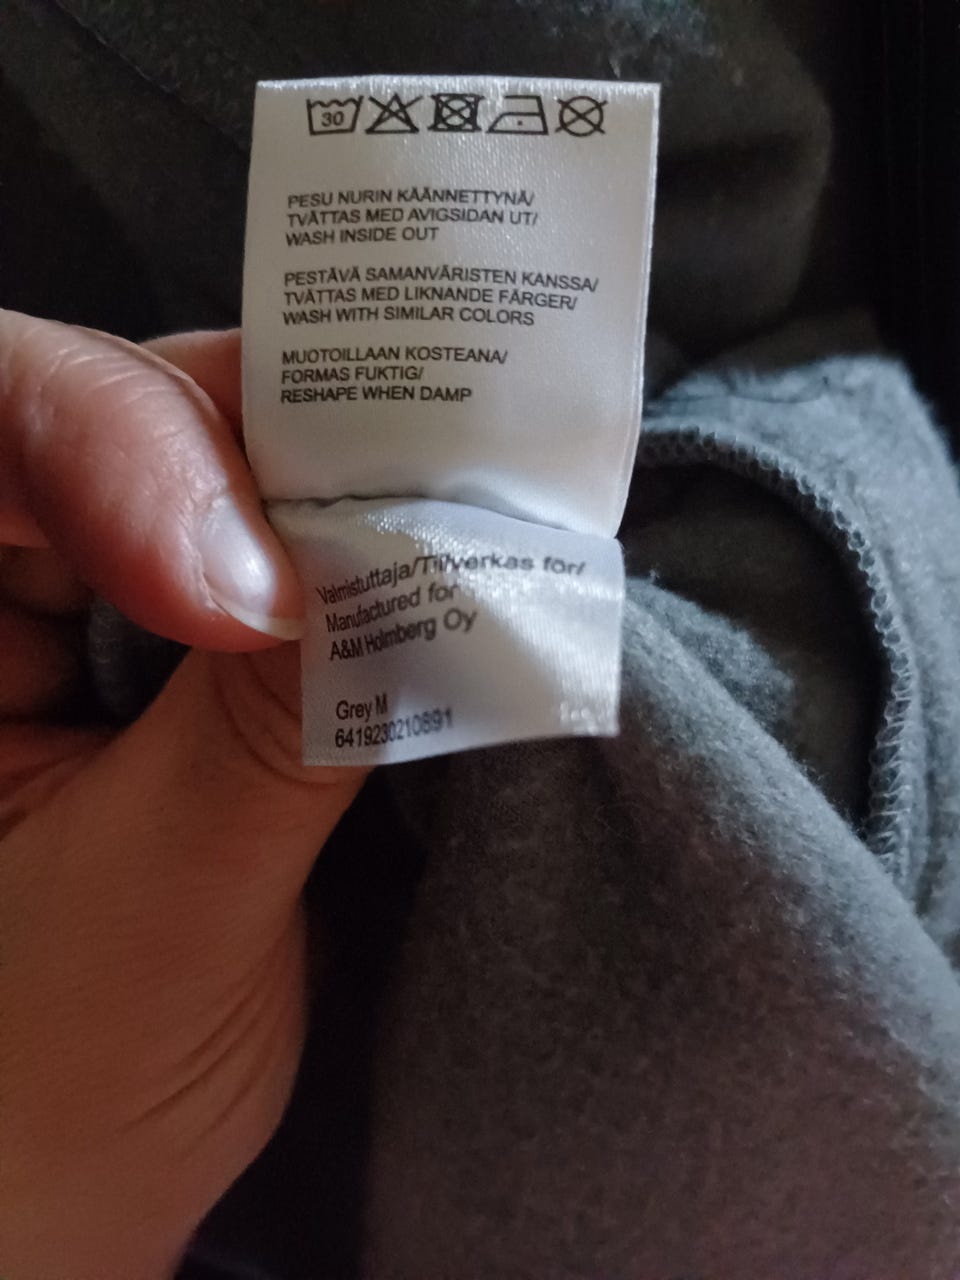 30
PESU NURIN KÄÄNNETTYNÄ/
TVÄTTAS MED AVIGSIDAN UT/
WASH INSIDE OUT
PESTÄVÄ SAMANVÄRISTEN KANSSA/
TVÄTTAS MED LIKNANDE FÄRGER/
WASH WITH SIMILAR COLORS
MUOTOILLAAN KOSTEANA/
FORMAS FUKTIG/
RESHAPE WHEN DAMP
Valmistuttaja/Tillverkas för/
Manufactured for
A&M Holmberg Oy
Grey M
6419230210891